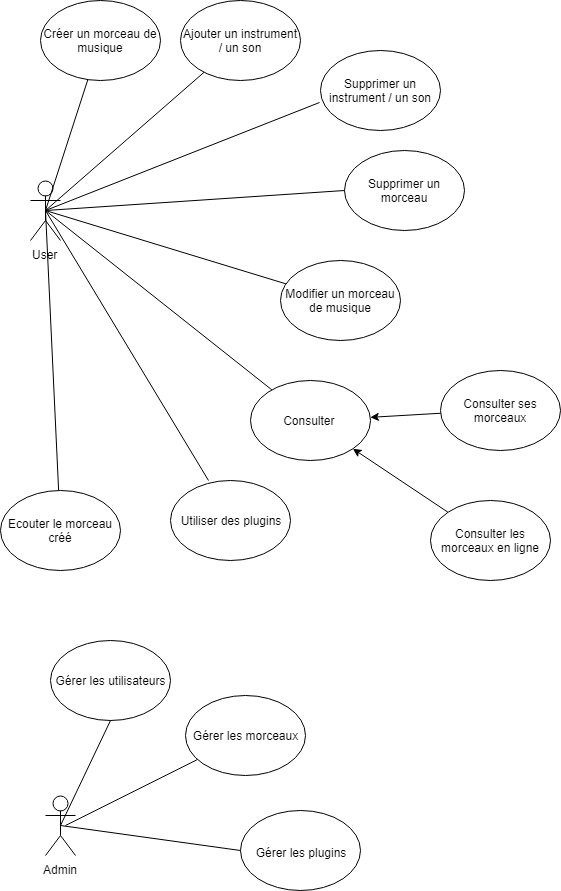 Créer un morceau de
musique
Ajouter un instrument
/ un son
Supprimer un
instrument / un son
Supprimer un
morceau
User
Modifier un morceau
de musique
Consulter
Consulter ses
morceaux
Ecouter le morceau
créé
Utiliser des plugins
Consulter les
morceaux en ligne
Gérer les utilisateurs
Gérer les morceaux
Gérer les plugins
Admin